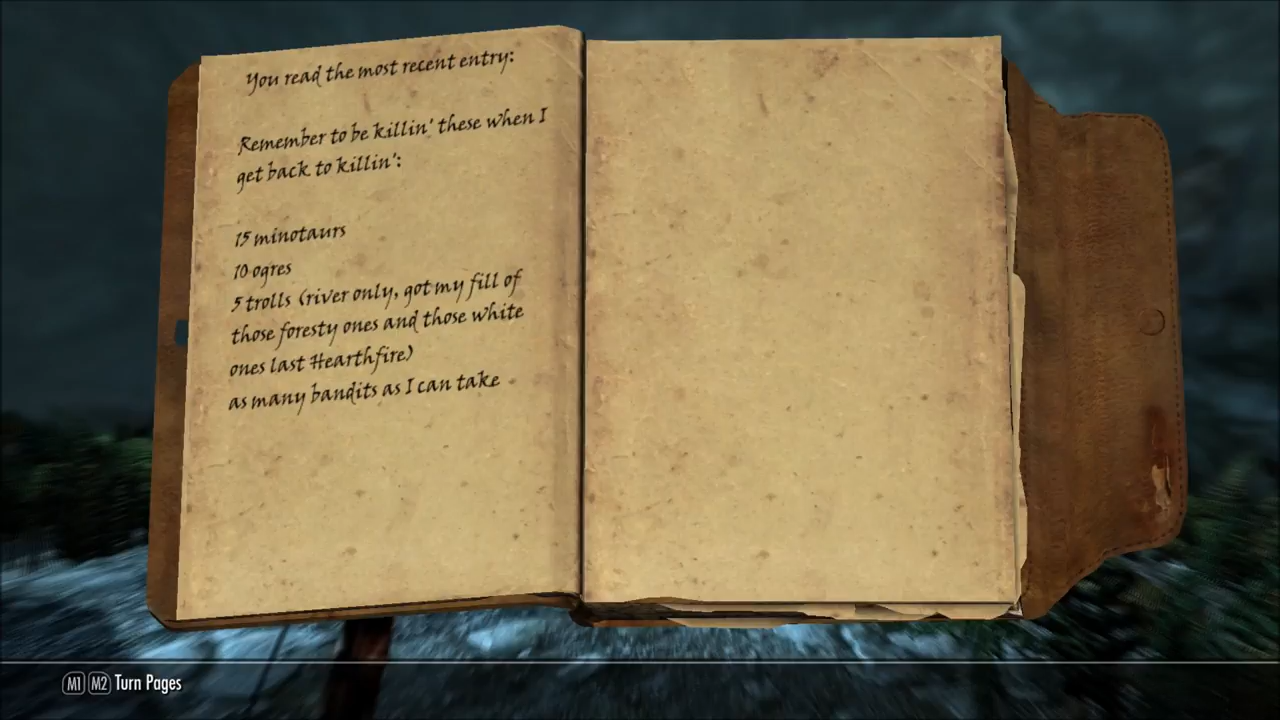 You read the most recent entry:
Remember to be killin' these when I
get back to killin':
15 minotaurs
10 ogres
5 trolls (river only, got my fill of
those foresty ones and those white
ones last Hearthfire)
as many bandits as I can take
M1 M2 Turn Pages